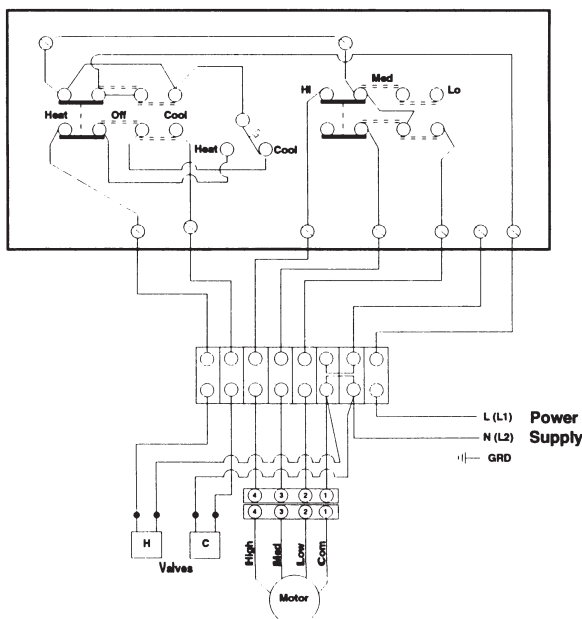 Med
HI
Lo
Heat
Off
Cool
Heat
Cool
L (L1) Power
N (L2) Supply
GRD
4 3 2 1
4 3 2 1
H
C
High
Med
Low
Com
Valves
Motor